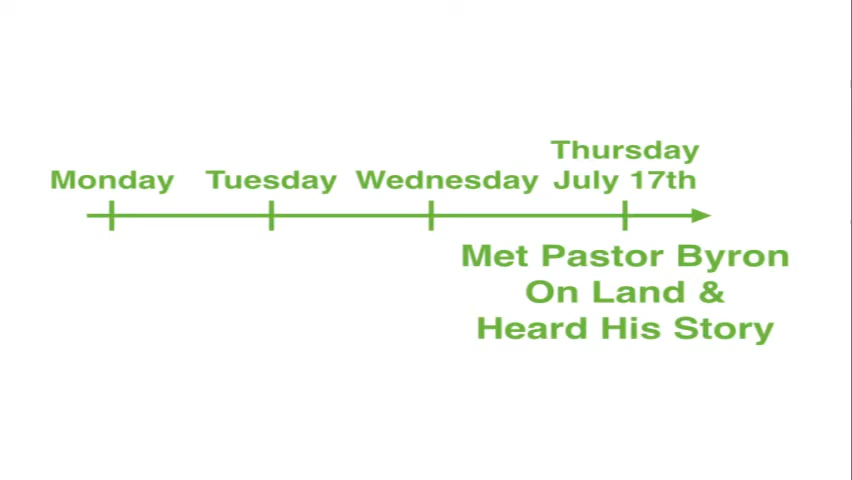 Monday Tuesday Wednesday Thursday July 17th
Met Pastor Byron
On Land &
Heard His Story